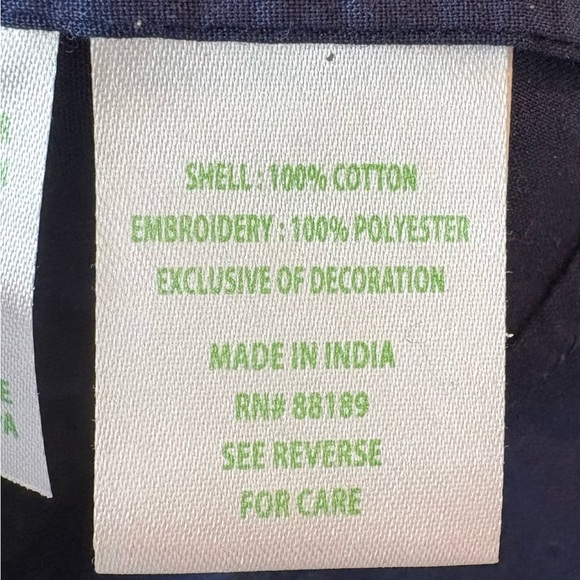 SHELL : 100% COTTON
EMBROIDERY : 100% POLYESTER
EXCLUSIVE OF DECORATION
MADE IN INDIA
RN# 88189
SEE REVERSE
FOR CARE